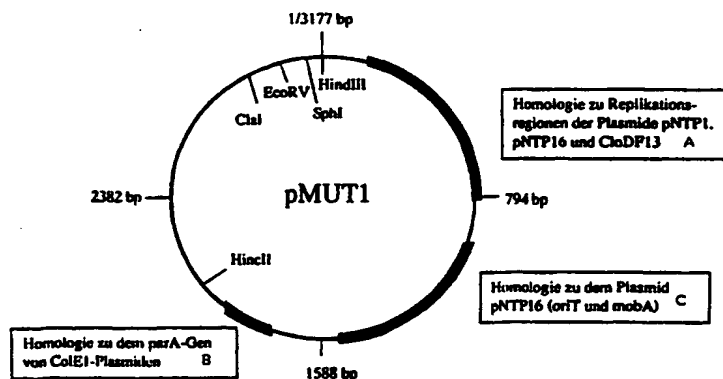 1/3177 bp
HindIII
EcoRV
SphI
ClaI
Homologie zu Replikations-
regionen der Plasmide pNTP1,
pNTP16 und CloDF13 A
2382 bp
pMUT1
794 bp
HincII
Homologie zu dem Plasmid
pNTP16 (oriT und mobA) C
Homologie zu dem parA-Gen
von ColE1-Plasmiden B
1588 bp